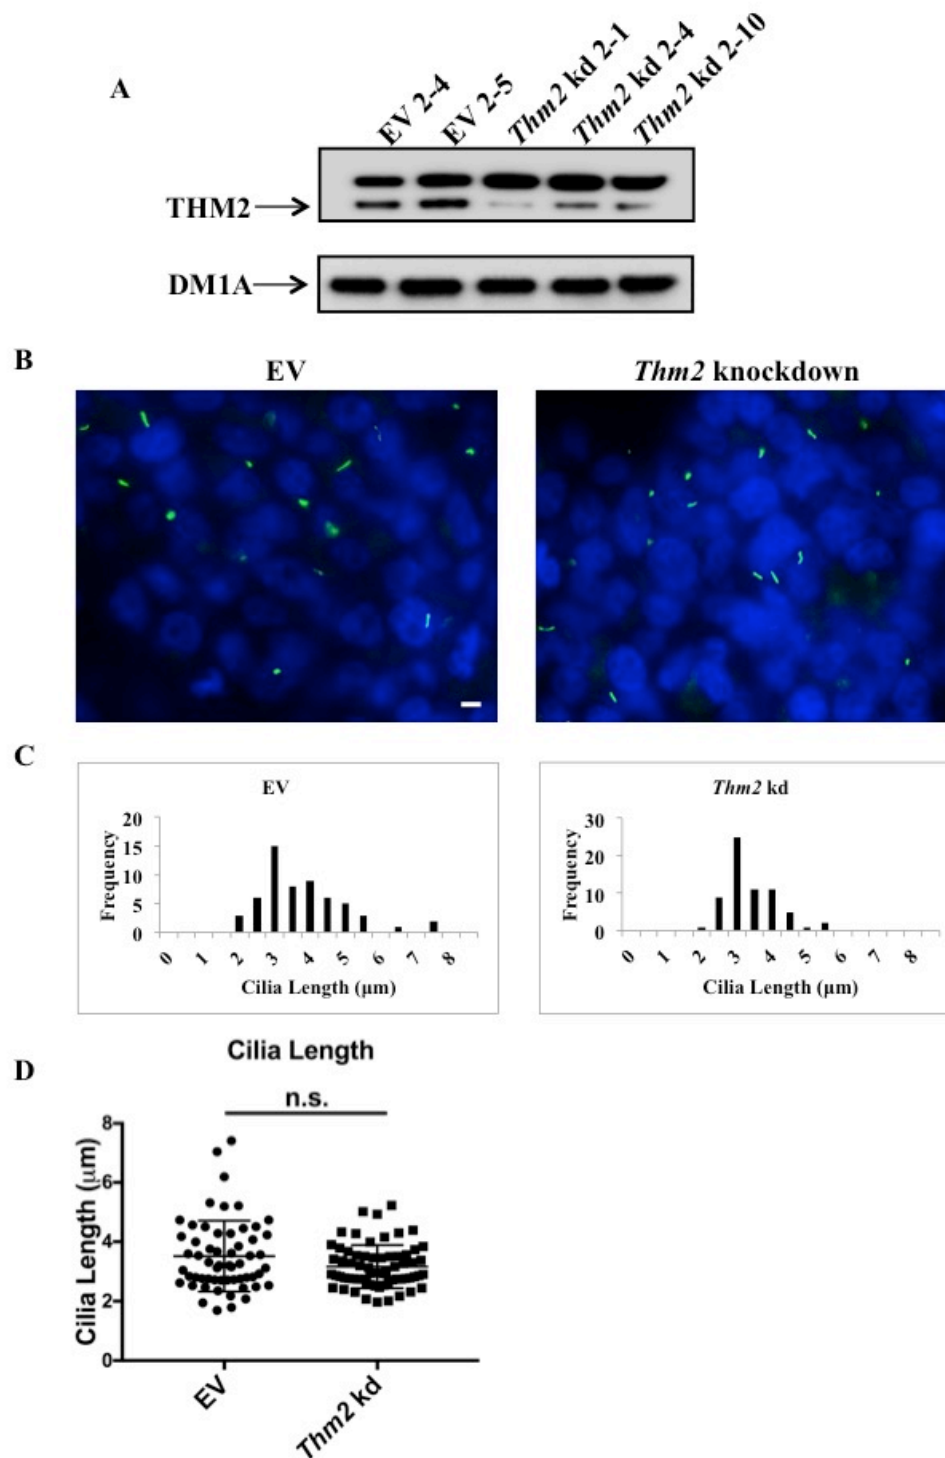 A
EV 2-4
EV 2-5
Thm2 kd 2-1
Thm2 kd 2-4
Thm2 kd 2-10
THM2
DM1A
B
EV
Thm2 knockdown
C
EV
20
15
10
5
0
Frequency
0 1 2 3 4 5 6 7 8
Cilia Length (μm)
Thm2 kd
30
20
10
0
Frequency
0 1 2 3 4 5 6 7 8
Cilia Length (μm)
D
Cilia Length
n.s.
8
6
4
2
0
Cilia Length (μm)
EV
Thm2 kd